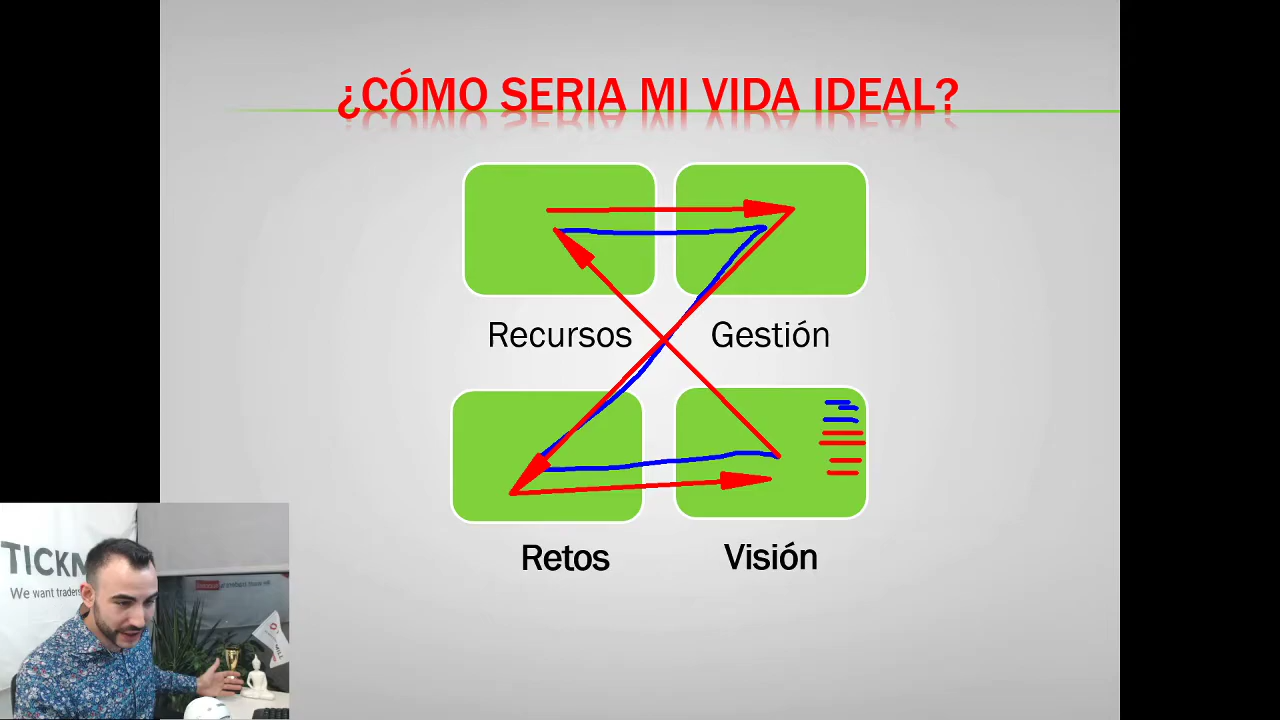 ¿CÓMO SERIA MI VIDA IDEAL?
Recursos
Gestión
Retos
Visión
TICKM
We want traders